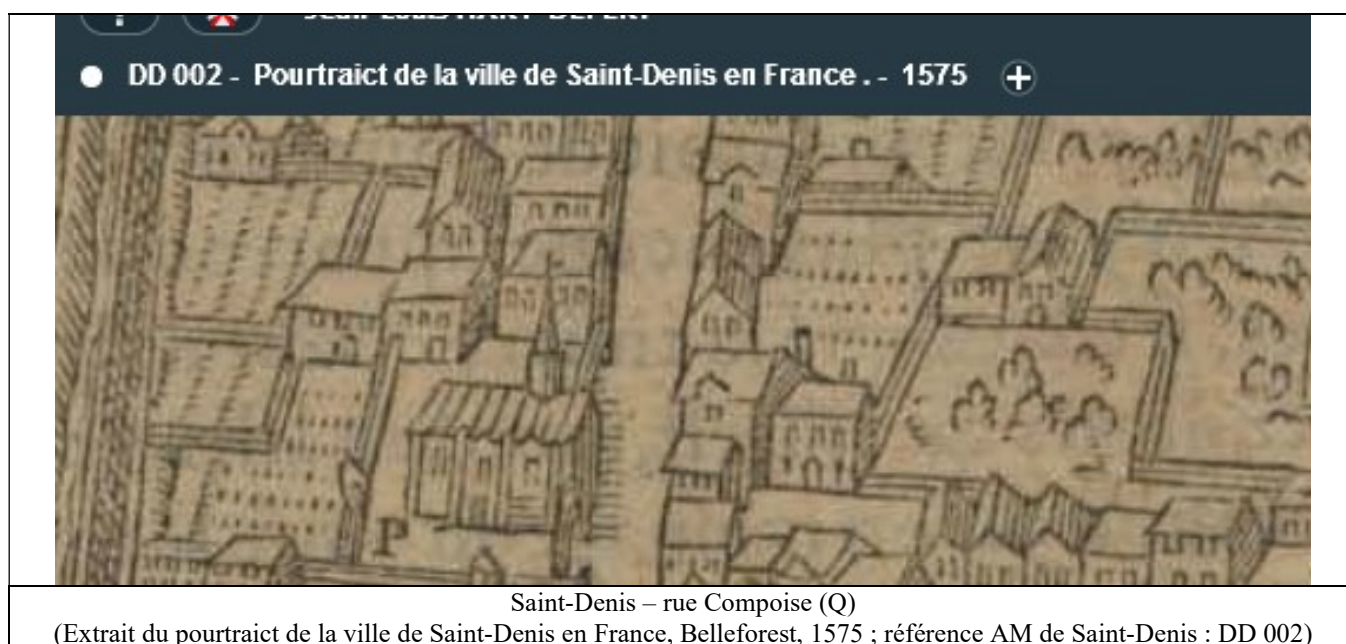 DD 002 - Pourtraict de la ville de Saint-Denis en France . - 1575
P
Saint-Denis – rue Compoise (Q)
(Extrait du pourtraict de la ville de Saint-Denis en France, Belleforest, 1575 ; référence AM de Saint-Denis : DD 002)